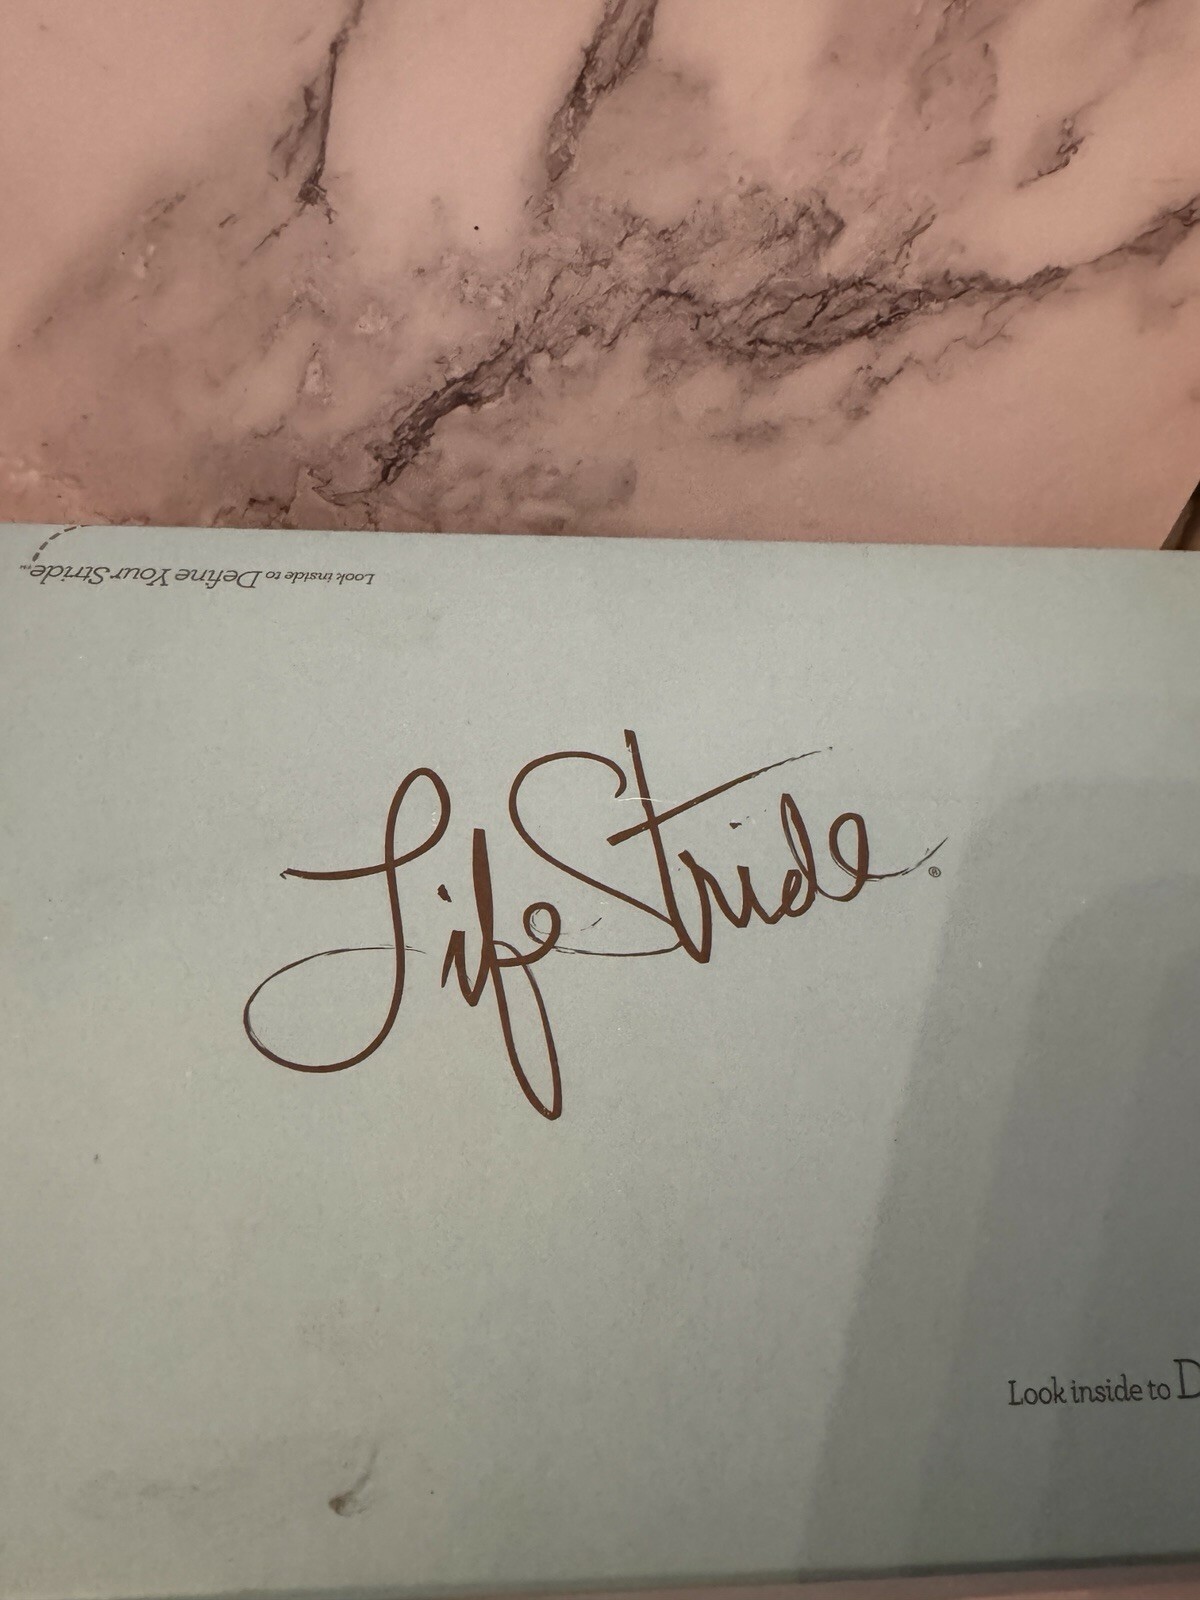 Look inside to Define Your Stride™
LifeStride®
Look inside to D